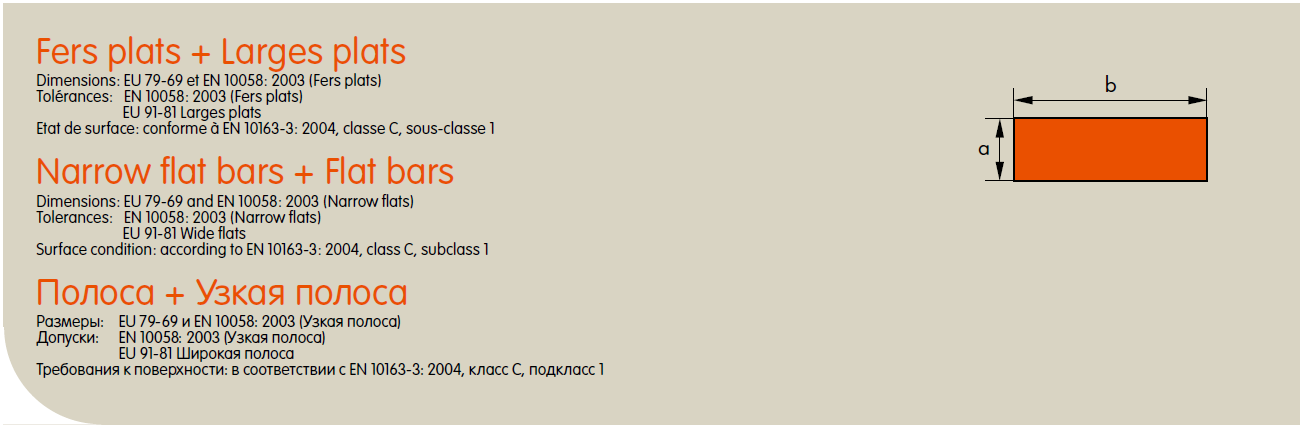 Fers plats + Larges plats
Dimensions: EU 79-69 et EN 10058: 2003 (Fers plats)
Tolérances: EN 10058: 2003 (Fers plats)
EU 91-81 Larges plats
Etat de surface: conforme à EN 10163-3: 2004, classe C, sous-classe 1
Narrow flat bars + Flat bars
Dimensions: EU 79-69 and EN 10058: 2003 (Narrow flats)
Tolerances: EN 10058: 2003 (Narrow flats)
EU 91-81 Wide flats
Surface condition: according to EN 10163-3: 2004, class C, subclass 1
Полоса + Узкая полоса
Размеры: EU 79-69 и EN 10058: 2003 (Узкая полоса)
Допуски: EN 10058: 2003 (Узкая полоса)
EU 91-81 Широкая полоса
Требования к поверхности: в соответствии с EN 10163-3: 2004, класс C, подкласс 1
b
a